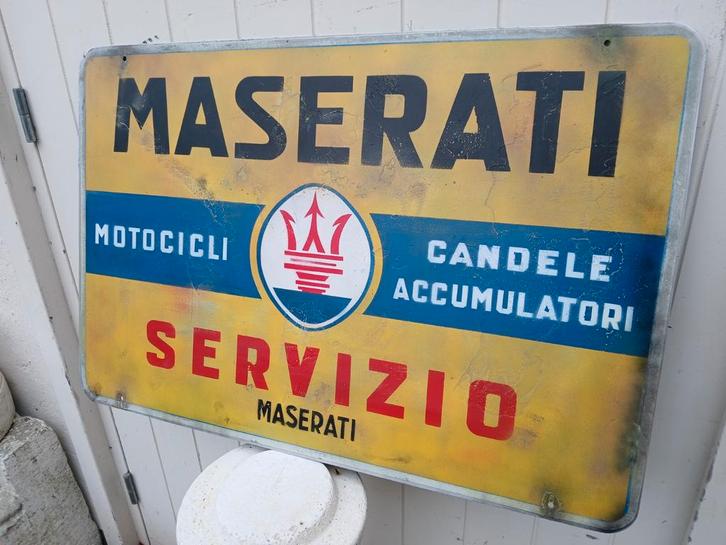 MASERATI
MOTOCICLI
CANDELE
ACCUMULATORI
SERVIZIO
MASERATI